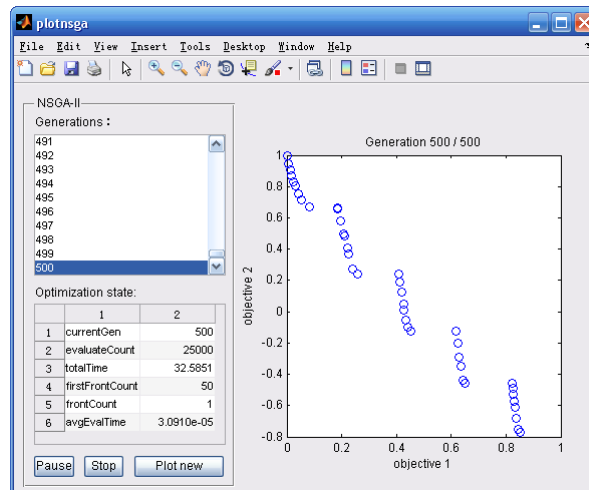 plotnsga
File Edit View Insert Tools Desktop Window Help
NSGA-II
Generations:
491
492
493
494
495
496
497
498
499
500
Optimization state:
1 2
1 currentGen 500
2 evaluateCount 25000
3 totalTime 32.5851
4 firstFrontCount 50
5 frontCount 1
6 avgEvalTime 3.0910e-05
Pause Stop Plot new
Generation 500 / 500
objective 2
1
0.8
0.6
0.4
0.2
0
-0.2
-0.4
-0.6
-0.8
0 0.2 0.4 0.6 0.8 1
objective 1